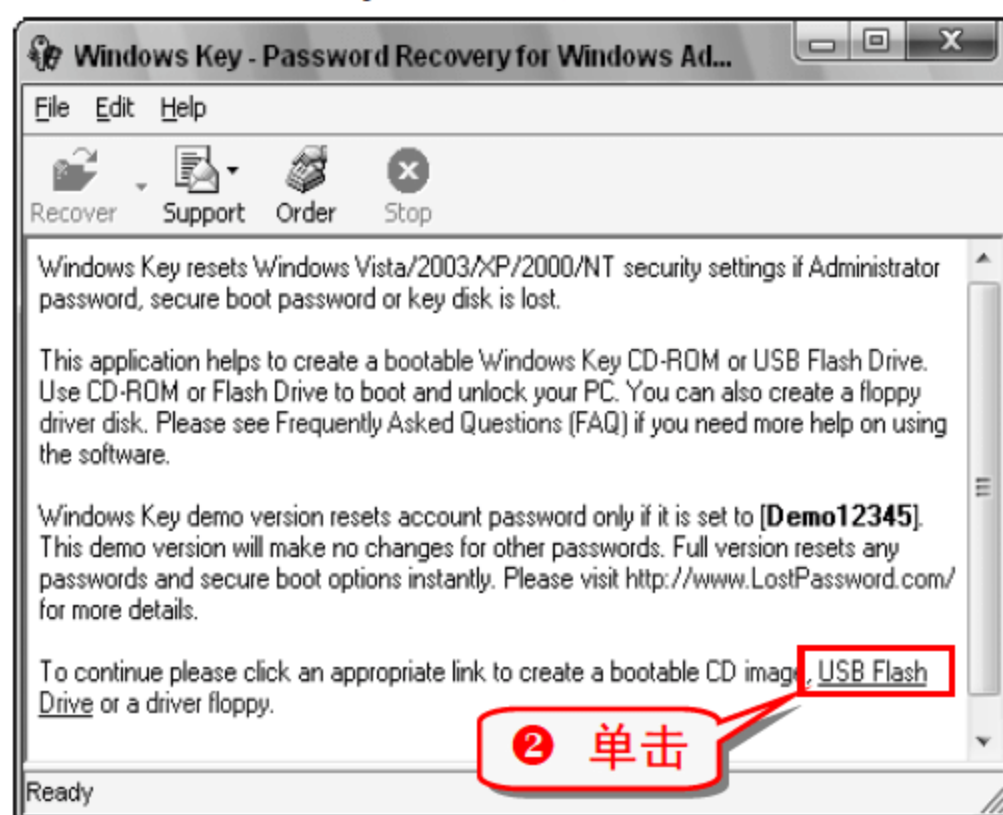 Windows Key - Password Recovery for Windows Ad...
File Edit Help
Recover Support Order Stop
Windows Key resets Windows Vista/2003/XP/2000/NT security settings if Administrator
password, secure boot password or key disk is lost.
This application helps to create a bootable Windows Key CD-ROM or USB Flash Drive.
Use CD-ROM or Flash Drive to boot and unlock your PC. You can also create a floppy
driver disk. Please see Frequently Asked Questions (FAQ) if you need more help on using
the software.
Windows Key demo version resets account password only if it is set to [Demo12345].
This demo version will make no changes for other passwords. Full version resets any
passwords and secure boot options instantly. Please visit http://www.LostPassword.com/
for more details.
To continue please click an appropriate link to create a bootable CD image, USB Flash
Drive or a driver floppy.
❷ 单击
Ready